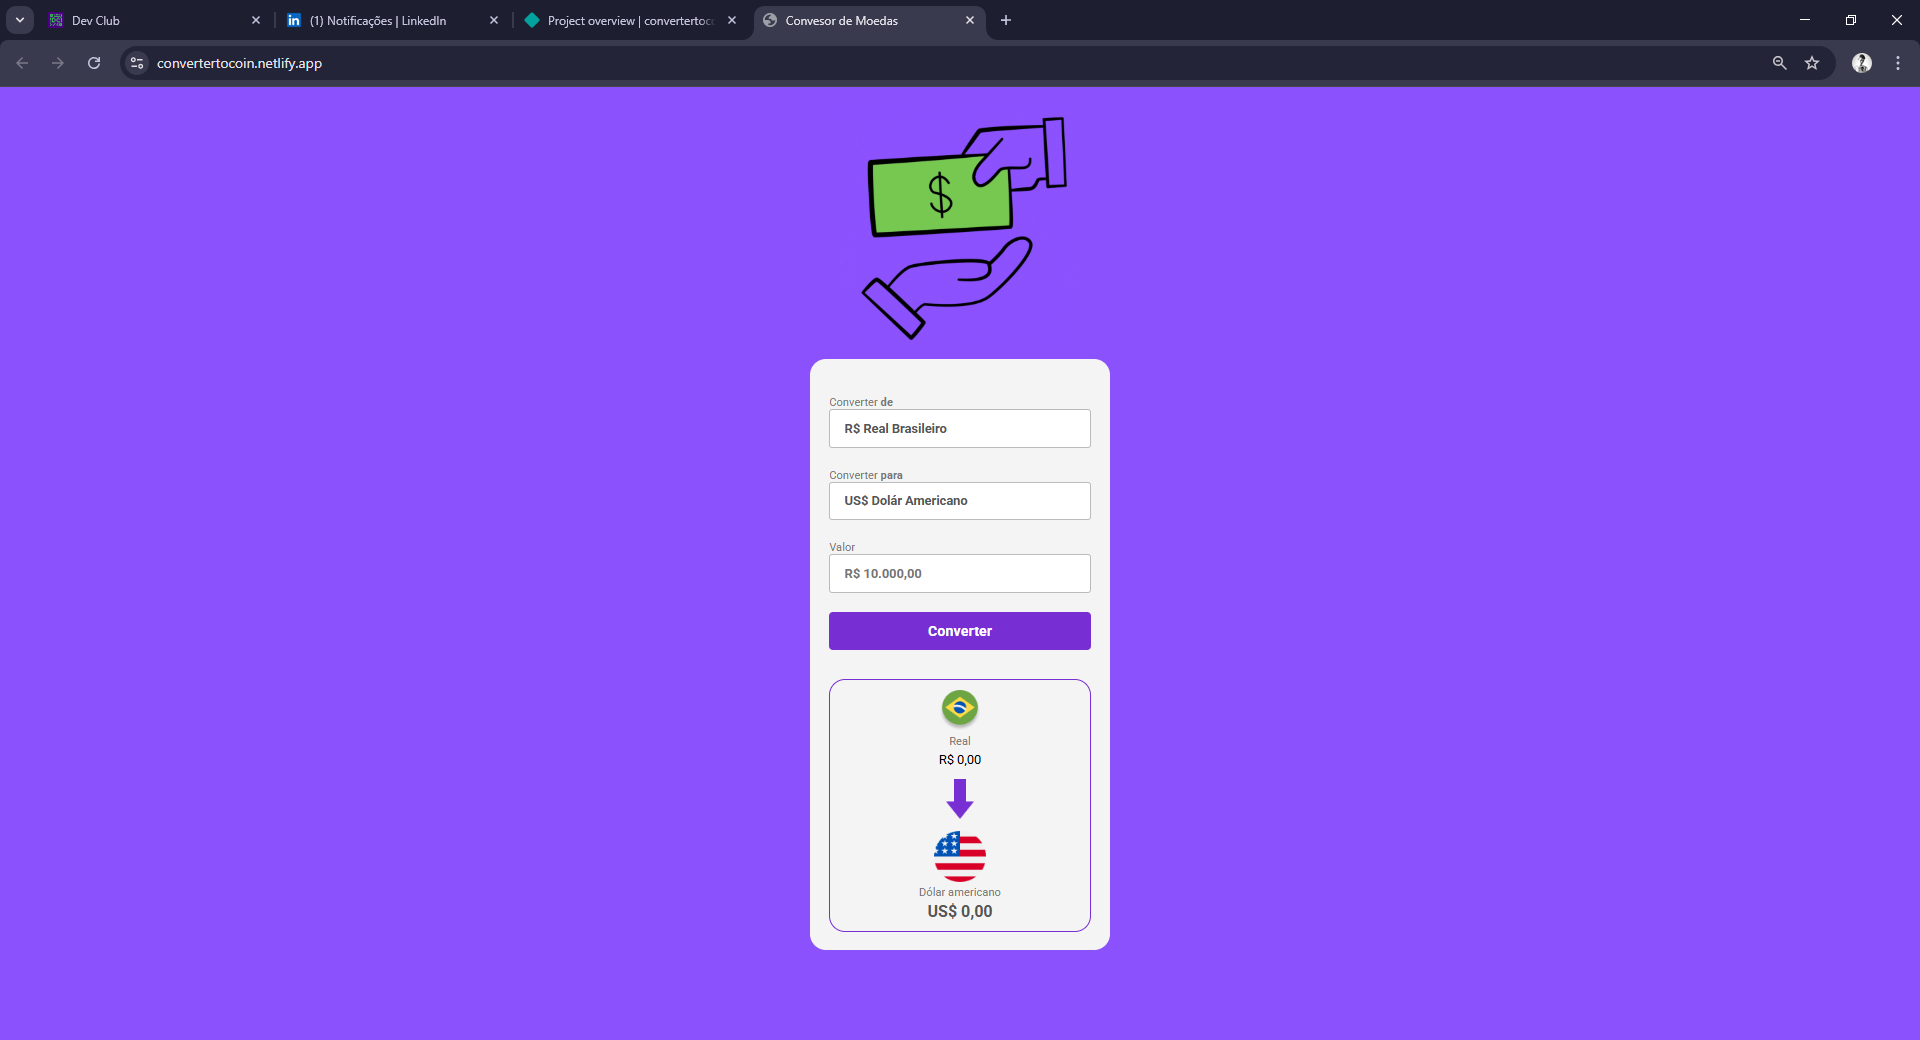 Dev Club
(1) Notificações | LinkedIn
Project overview | convertertoc
Convesor de Moedas
convertertocoin.netlify.app
$
Converter de
R$ Real Brasileiro
Converter para
US$ Dolár Americano
Valor
R$ 10.000,00
Converter
Real
R$ 0,00
Dólar americano
US$ 0,00